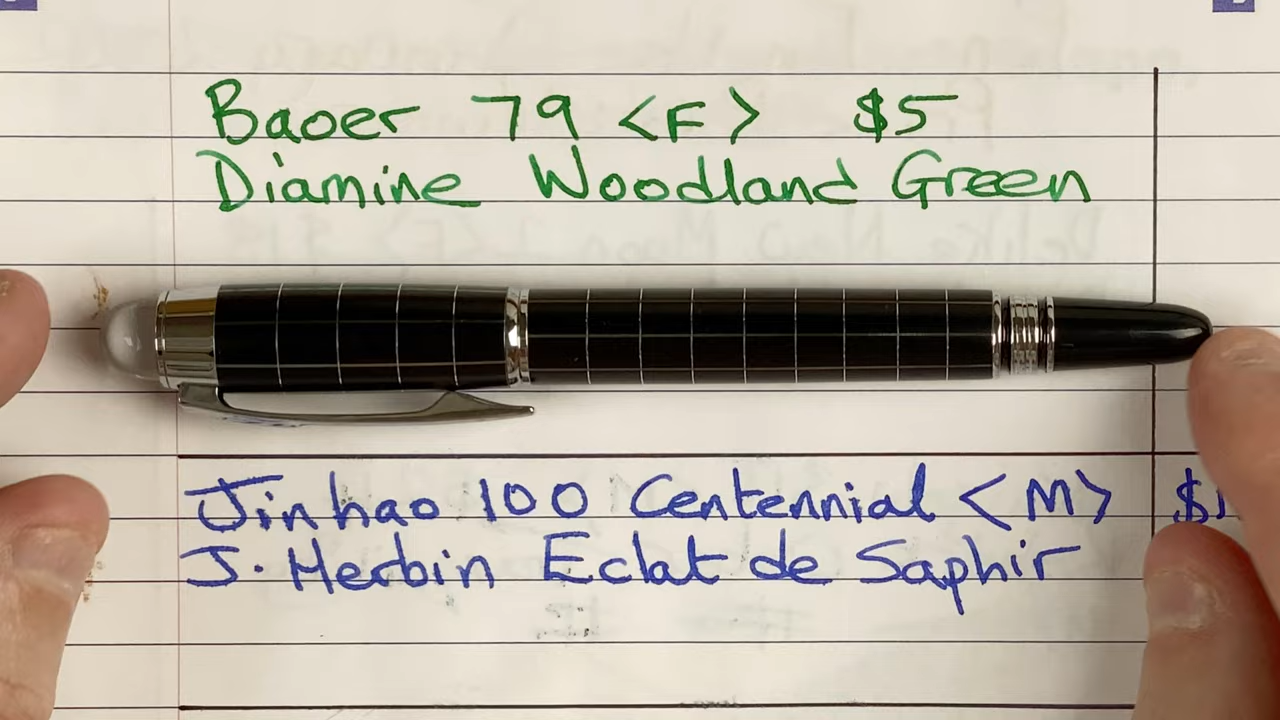 Baoer 79 <F> $5
Diamine Woodland Green
Jinhao 100 Centennial <M>
J. Herbin Eclat de Saphir